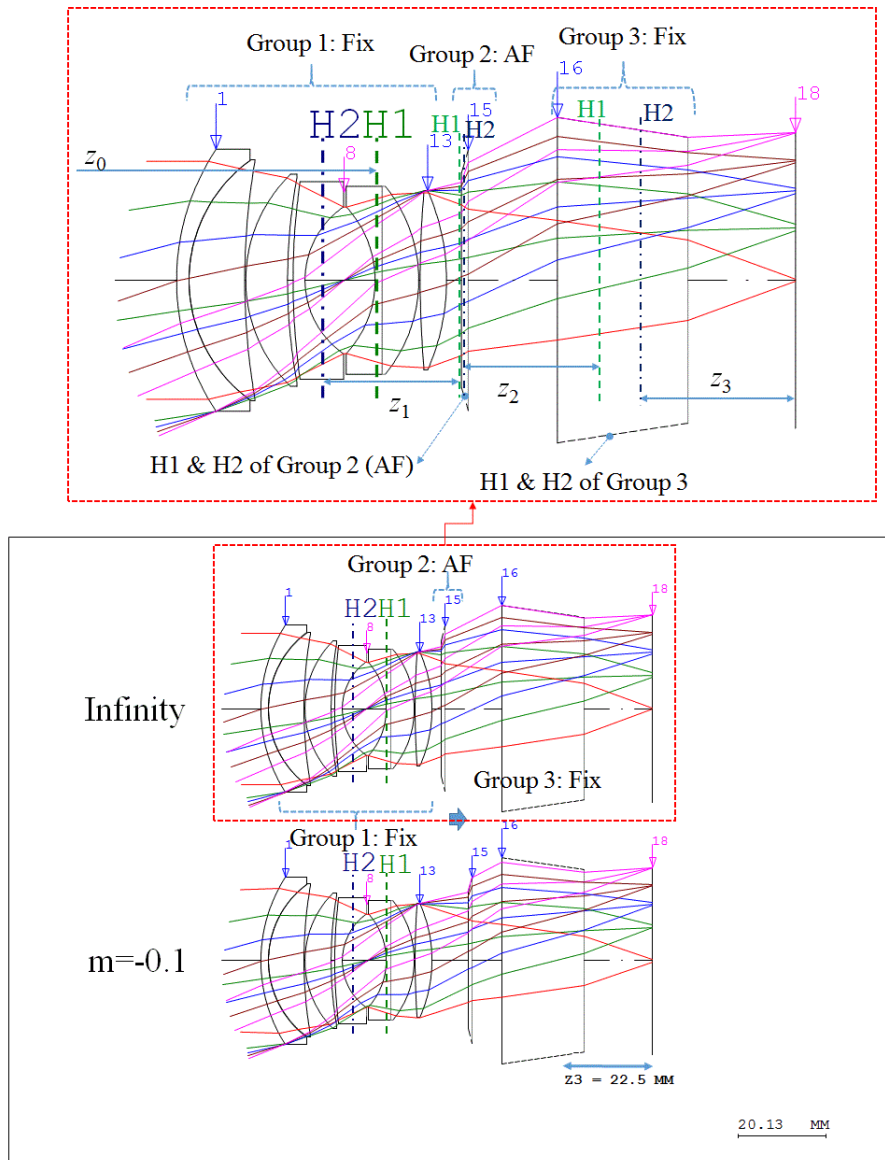 Group 1: Fix
Group 2: AF
Group 3: Fix
1
16
15
18
H2 H1
H1
H2
H1
H2
13
8
z0
z1
z2
z3
H1 & H2 of Group 2 (AF)
H1 & H2 of Group 3
Group 2: AF
1
H2 H1
8
13
15
16
18
Infinity
Group 3: Fix
Group 1: Fix
1
H2 H1
8
13
15
16
18
m=-0.1
Z3 = 22.5 MM
20.13 MM